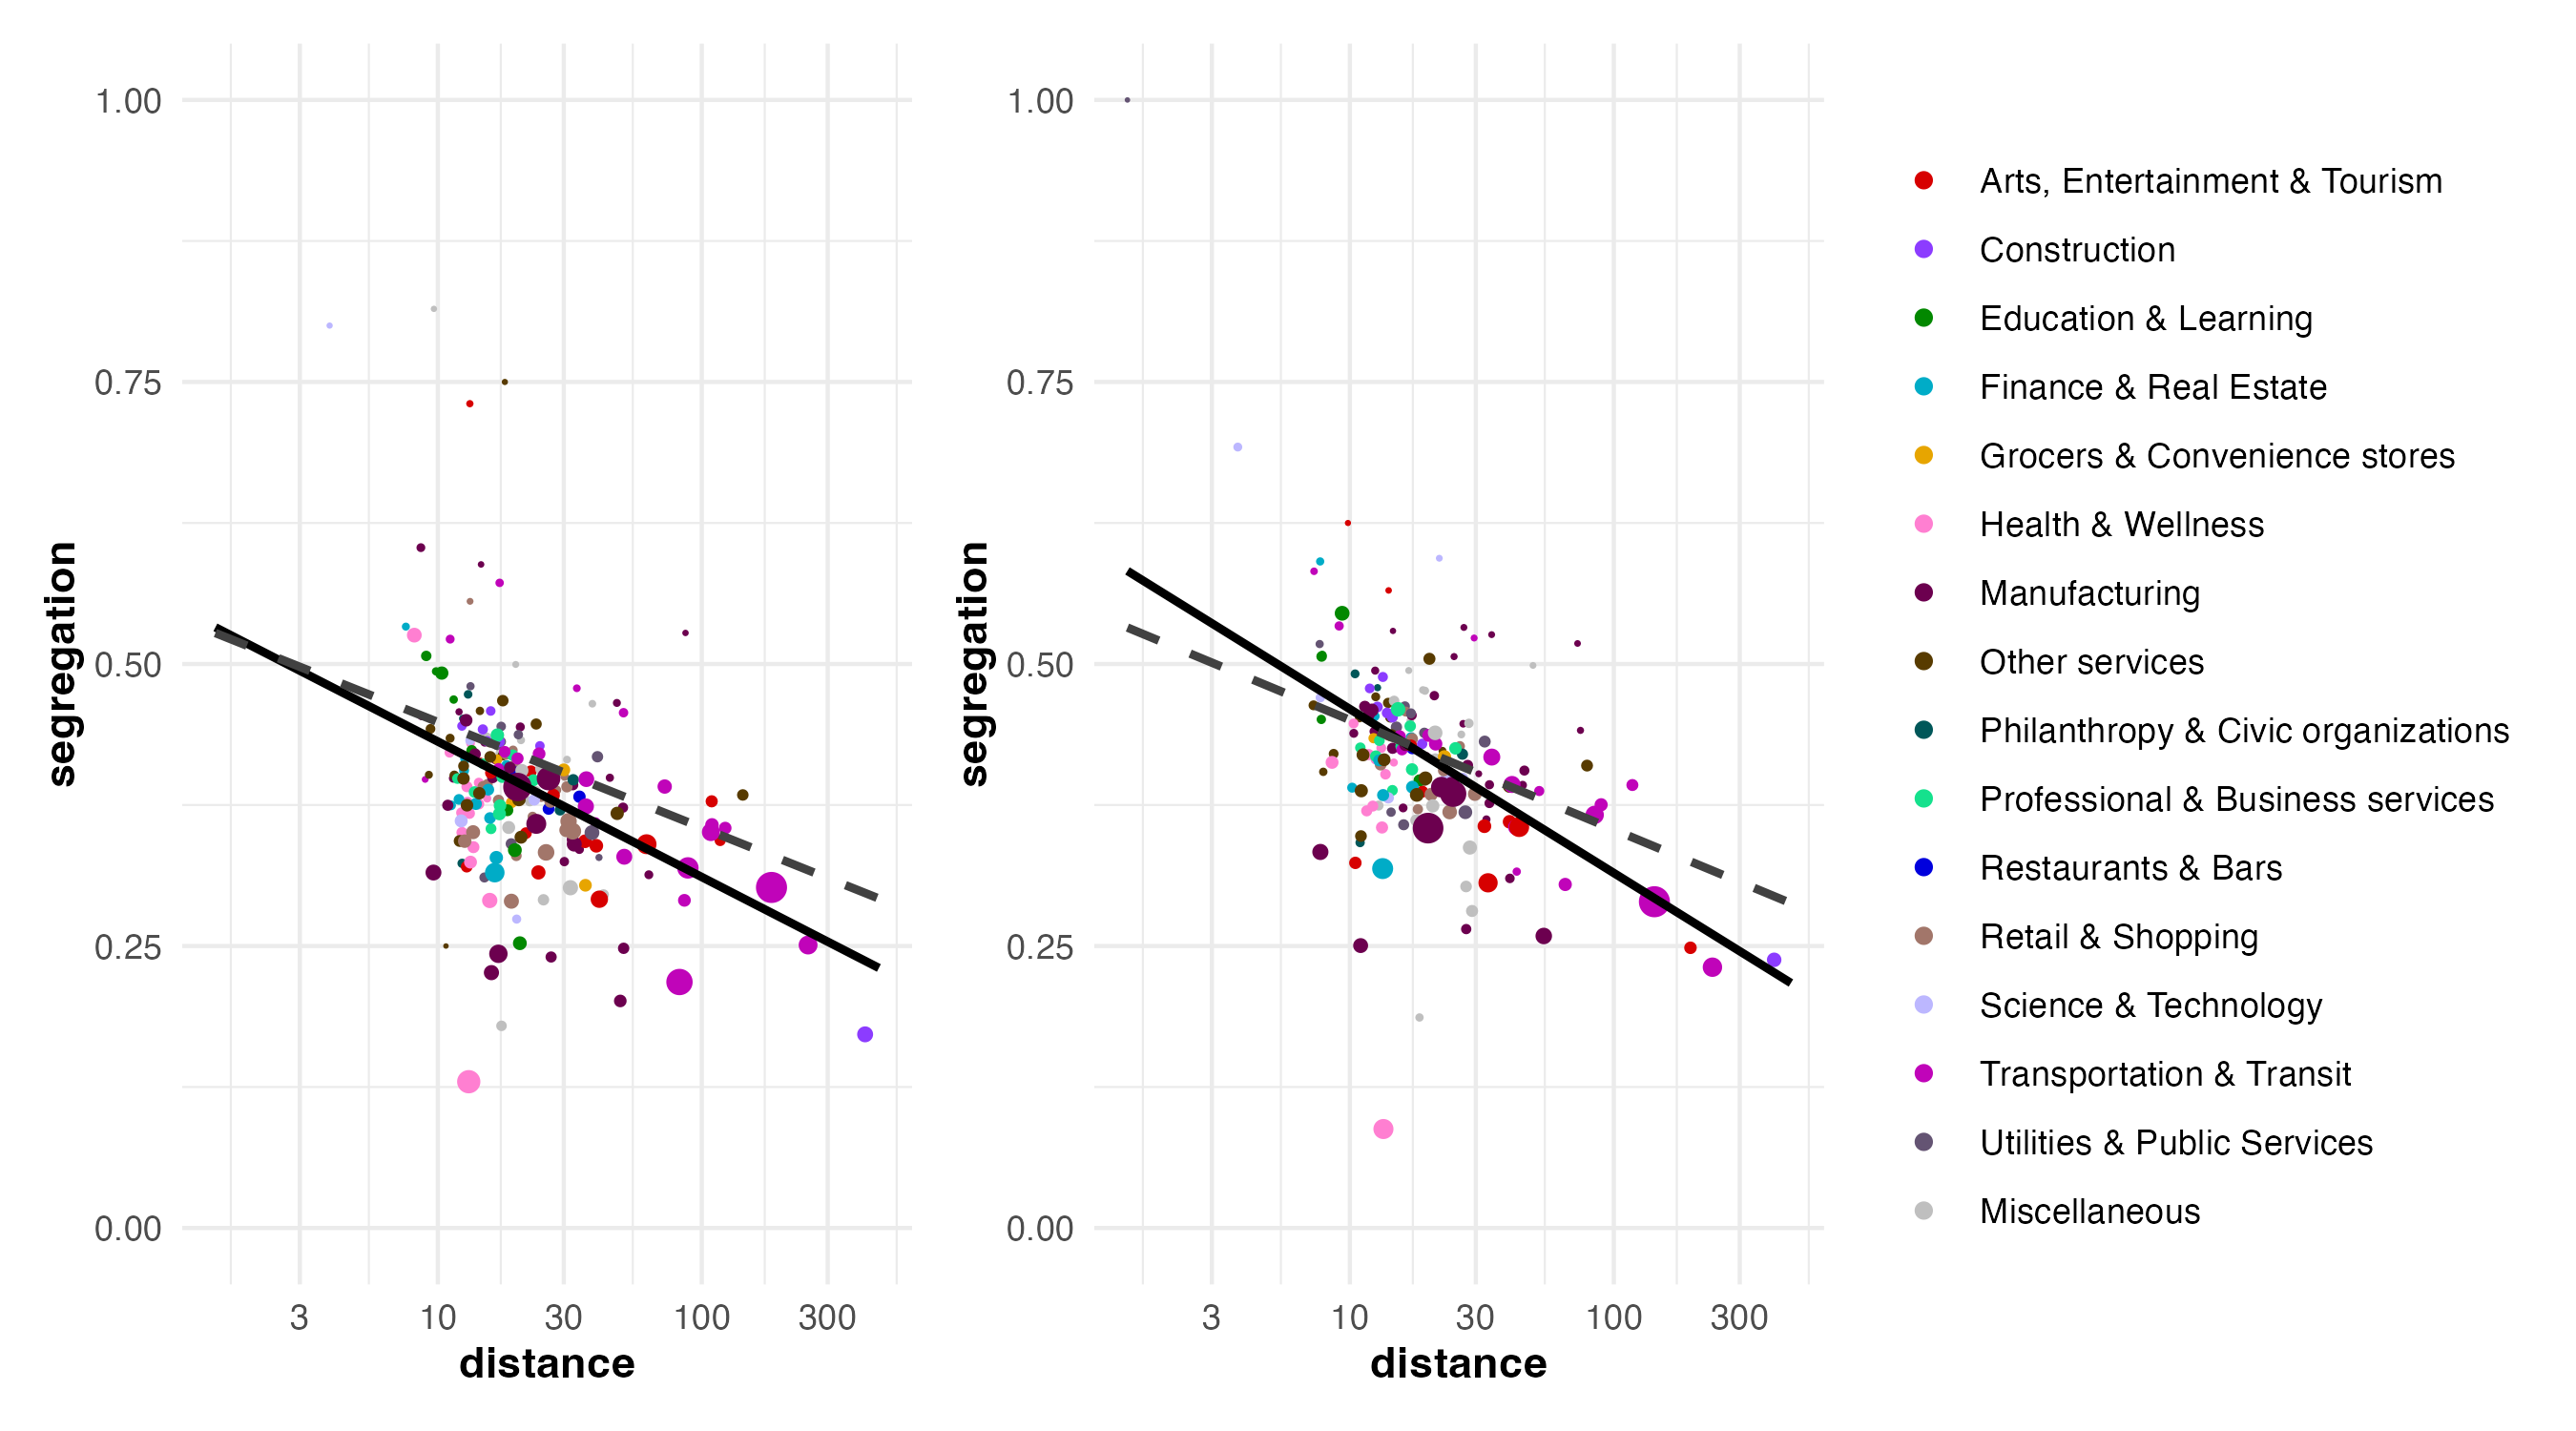 1.00
0.75
0.50
0.25
0.00
segregation
3 10 30 100 300
distance
1.00
0.75
0.50
0.25
0.00
segregation
3 10 30 100 300
distance
Arts, Entertainment & Tourism
Construction
Education & Learning
Finance & Real Estate
Grocers & Convenience stores
Health & Wellness
Manufacturing
Other services
Philanthropy & Civic organizations
Professional & Business services
Restaurants & Bars
Retail & Shopping
Science & Technology
Transportation & Transit
Utilities & Public Services
Miscellaneous